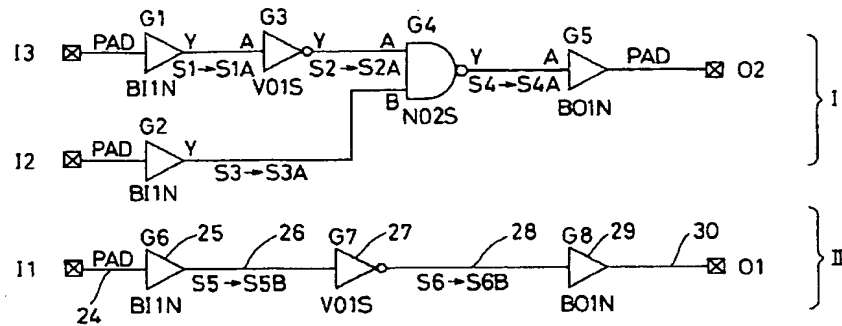 G1 G3 G4 G5
I3 PAD Y A Y A Y A PAD O2
S1→S1A S2→S2A S4→S4A
BI1N V01S B N02S B01N
I
G2
I2 PAD Y
S3→S3A
BI1N
G6 25 26 G7 27 28 G8 29 30
I1 PAD O1 II
S5→S5B S6→S6B
24 BI1N V01S B01N